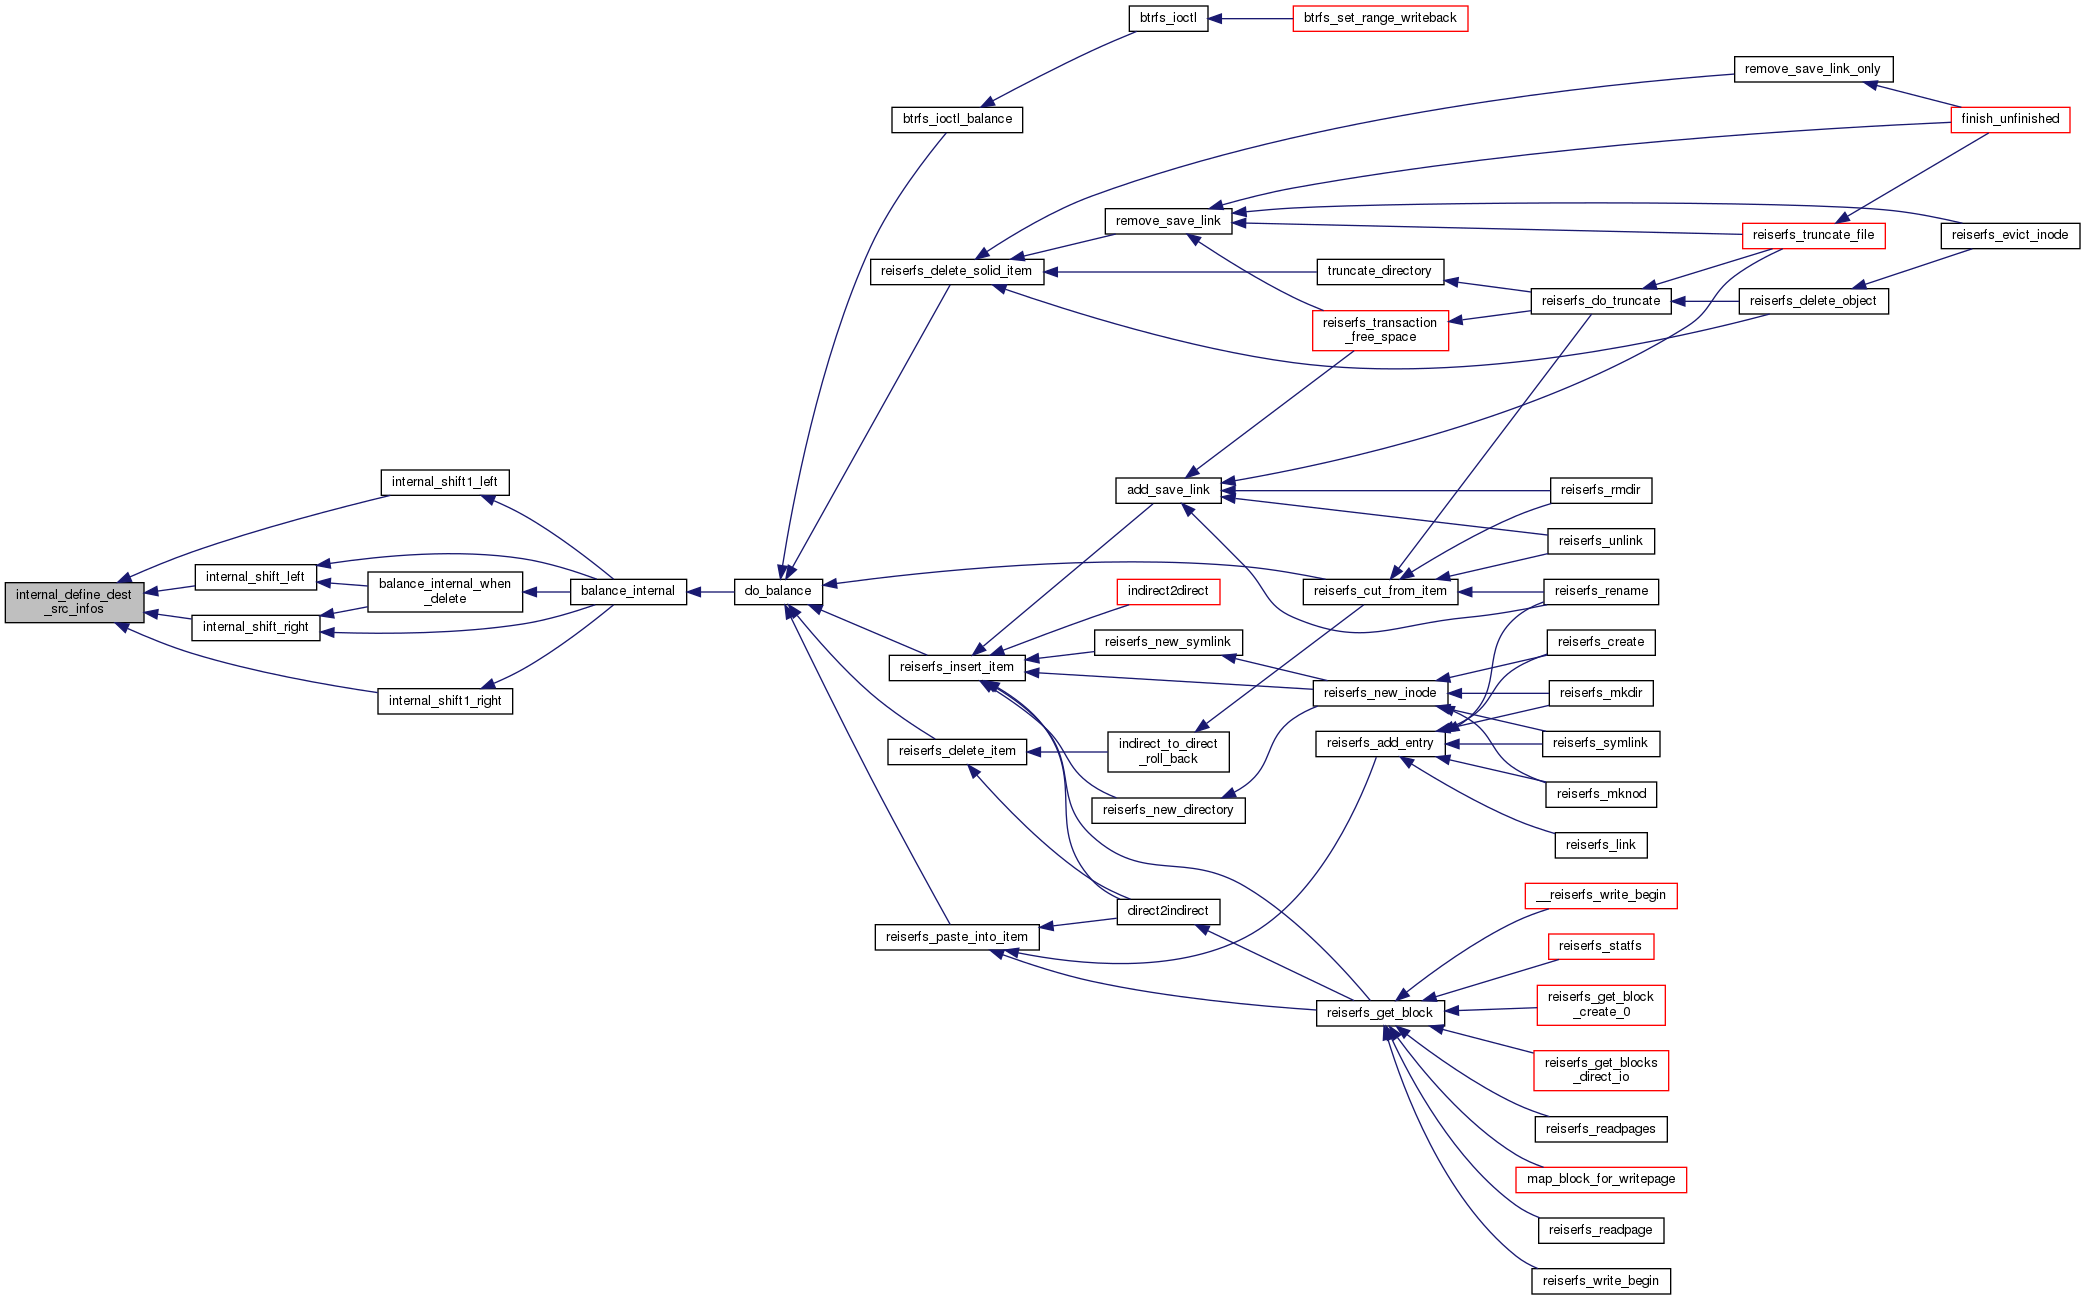 btrfs_ioctl
btrfs_set_range_writeback
remove_save_link_only
btrfs_ioctl_balance
finish_unfinished
remove_save_link
reiserfs_truncate_file
reiserfs_evict_inode
reiserfs_delete_solid_item
truncate_directory
reiserfs_do_truncate
reiserfs_delete_object
reiserfs_transaction
_free_space
internal_shift1_left
add_save_link
reiserfs_rmdir
reiserfs_unlink
internal_shift_left
balance_internal_when
_delete
internal_define_dest
_src_infos
balance_internal
do_balance
indirect2direct
reiserfs_cut_from_item
reiserfs_rename
internal_shift_right
reiserfs_new_symlink
reiserfs_create
reiserfs_insert_item
reiserfs_new_inode
reiserfs_mkdir
internal_shift1_right
reiserfs_delete_item
indirect_to_direct
_roll_back
reiserfs_add_entry
reiserfs_symlink
reiserfs_mknod
reiserfs_new_directory
reiserfs_link
__reiserfs_write_begin
direct2indirect
reiserfs_paste_into_item
reiserfs_statfs
reiserfs_get_block
_create_0
reiserfs_get_block
reiserfs_get_blocks
_direct_io
reiserfs_readpages
map_block_for_writepage
reiserfs_readpage
reiserfs_write_begin